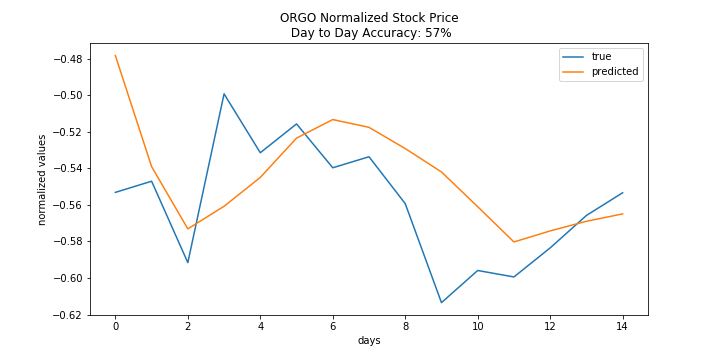 ORGO Normalized Stock Price
Day to Day Accuracy: 57%
true
predicted
normalized values
−0.48
−0.50
−0.52
−0.54
−0.56
−0.58
−0.60
−0.62
0 2 4 6 8 10 12 14
days